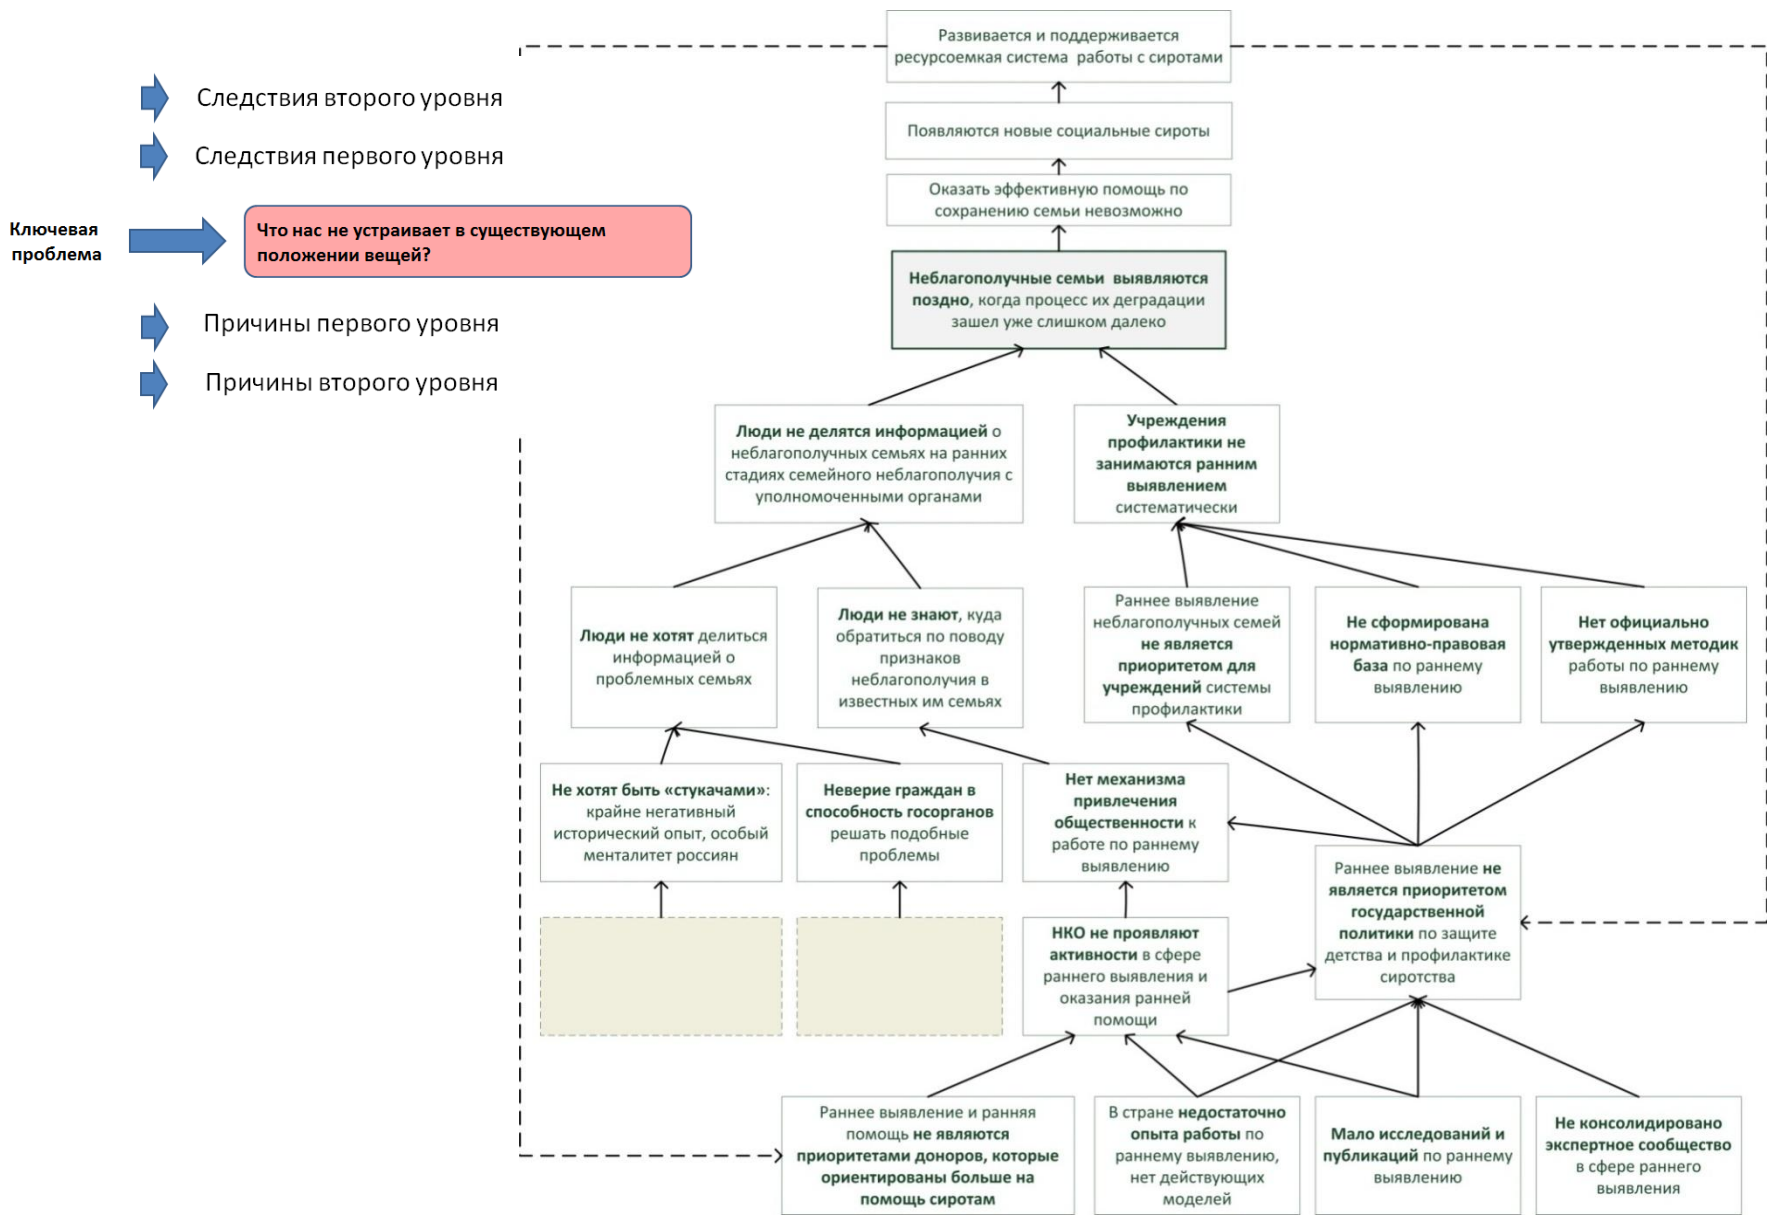 Развивается и поддерживается
ресурсоемкая система работы с сиротами
Следствия второго уровня
Появляются новые социальные сироты
Следствия первого уровня
Оказать эффективную помощь по
сохранению семьи невозможно
Ключевая
проблема
Что нас не устраивает в существующем
положении вещей?
Неблагополучные семьи выявляются
поздно, когда процесс их деградации
зашел уже слишком далеко
Причины первого уровня
Причины второго уровня
Люди не делятся информацией о
неблагополучных семьях на ранних
стадиях семейного неблагополучия с
уполномоченными органами
Учреждения
профилактики не
занимаются ранним
выявлением
систематически
Люди не хотят делиться
информацией о
проблемных семьях
Люди не знают, куда
обратиться по поводу
признаков
неблагополучия в
известных им семьях
Раннее выявление
неблагополучных семей
не является
приоритетом для
учреждений системы
профилактики
Не сформирована
нормативно-правовая
база по раннему
выявлению
Нет официально
утвержденных методик
работы по раннему
выявлению
Не хотят быть «стукачами»:
крайне негативный
исторический опыт, особый
менталитет россиян
Неверие граждан в
способность госорганов
решать подобные
проблемы
Нет механизма
привлечения
общественности к
работе по раннему
выявлению
Раннее выявление не
является приоритетом
государственной
политики по защите
детства и профилактике
сиротства
НКО не проявляют
активности в сфере
раннего выявления и
оказания ранней
помощи
Раннее выявление и ранняя
помощь не являются
приоритетами доноров, которые
ориентированы больше на
помощь сиротам
В стране недостаточно
опыта работы по
раннему выявлению,
нет действующих
моделей
Мало исследований и
публикаций по раннему
выявлению
Не консолидировано
экспертное сообщество
в сфере раннего
выявления